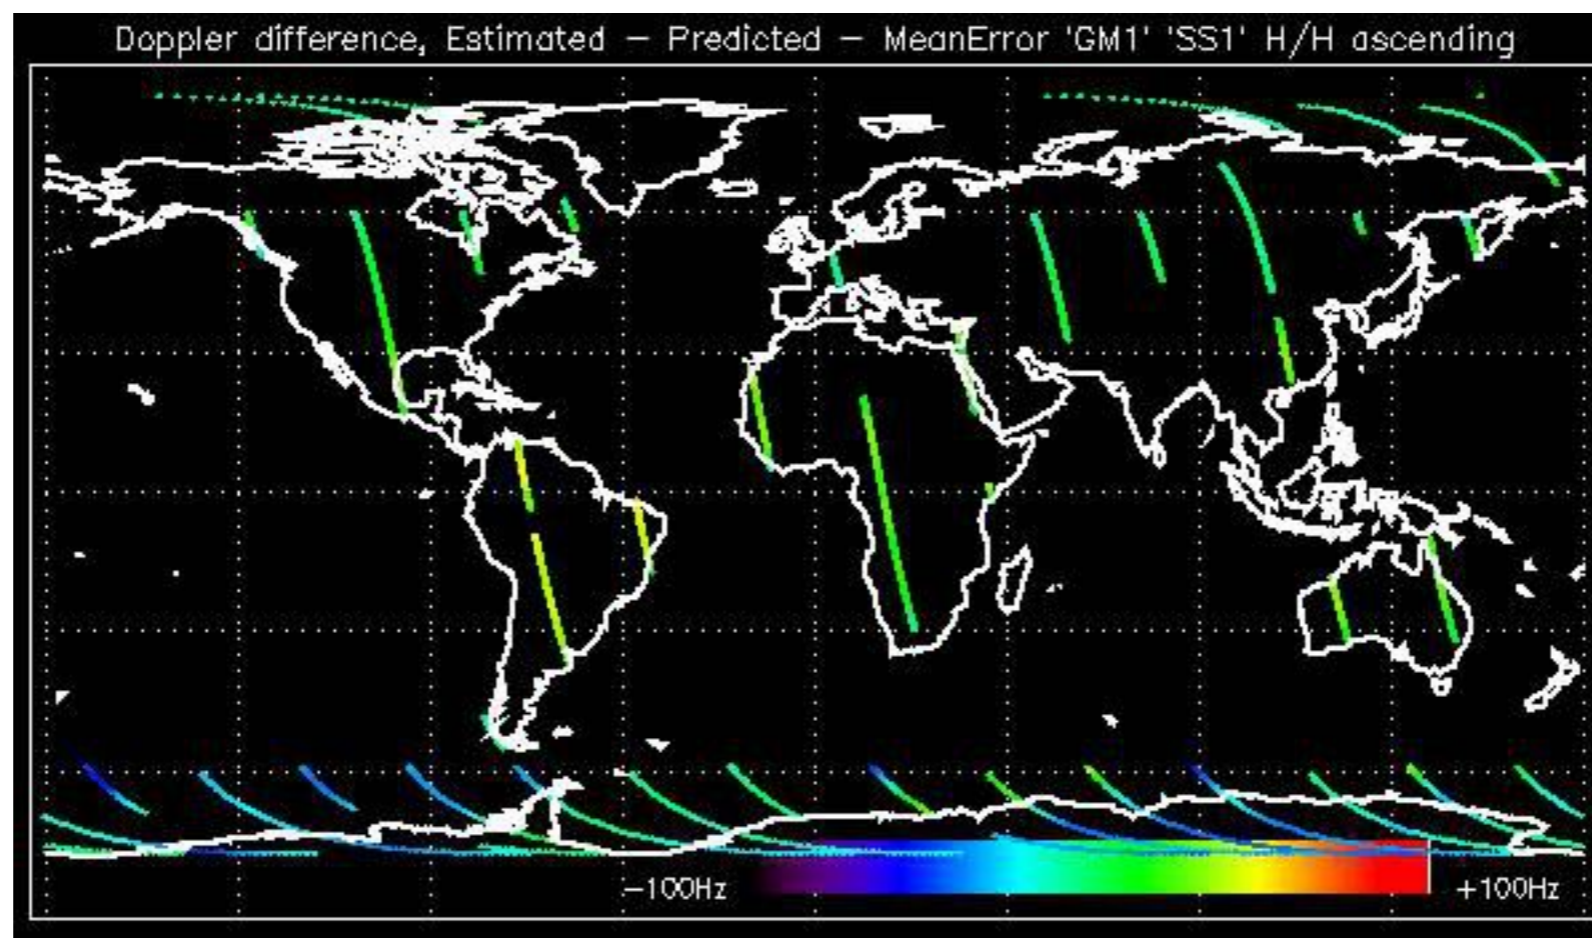 Doppler difference, Estimated – Predicted – MeanError 'GM1' 'SS1' H/H ascending
–100Hz
+100Hz